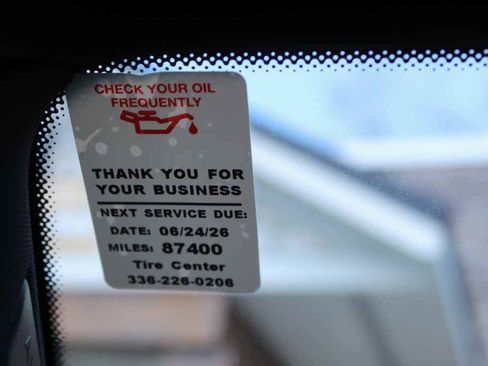 CHECK YOUR OIL
FREQUENTLY
THANK YOU FOR
YOUR BUSINESS
NEXT SERVICE DUE:
DATE: 06/24/26
MILES: 87400
Tire Center
336-226-0206